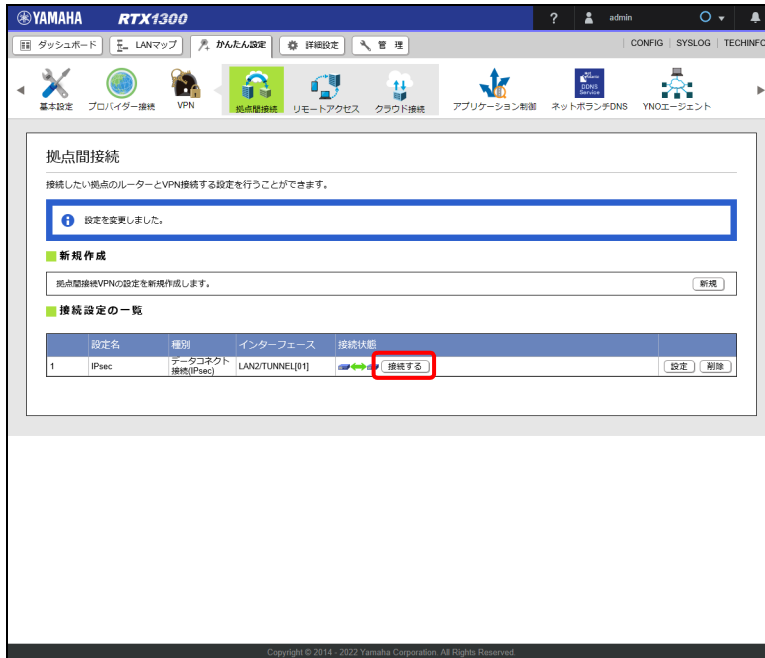 YAMAHA RTX1300 ? admin
ダッシュボード LANマップ かんたん設定 詳細設定 管 理 CONFIG SYSLOG TECHINFO
基本設定 プロバイダー接続 VPN 拠点間接続 リモートアクセス クラウド接続 アプリケーション制御 ネットボランチDNS YNOエージェント
DDNS
Service
拠点間接続
接続したい拠点のルーターとVPN接続する設定を行うことができます。
設定を変更しました。
新規作成
拠点間接続VPNの設定を新規作成します。 新規
接続設定の一覧
設定名 種別 インターフェース 接続状態
1 IPsec データコネクト接続(IPsec) LAN2/TUNNEL[01] 接続する 設定 削除
Copyright © 2014 - 2022 Yamaha Corporation. All Rights Reserved.